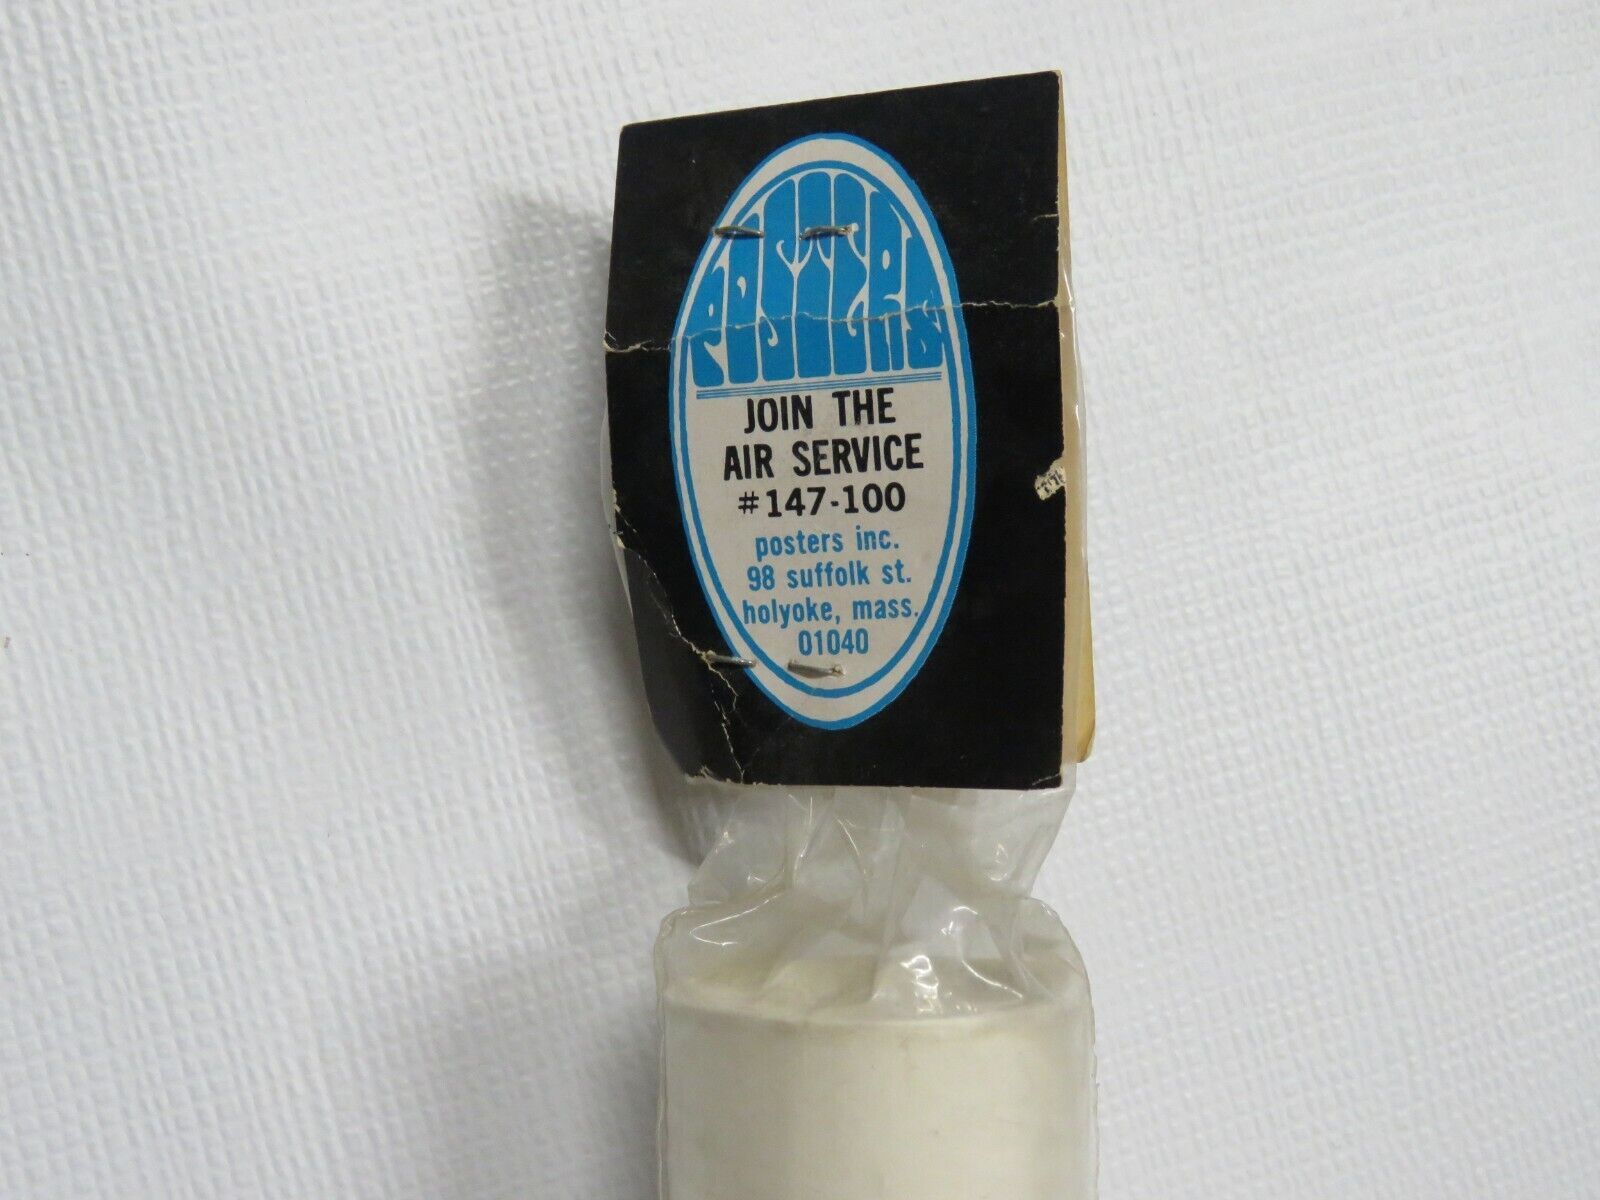 POSTERS
JOIN THE
AIR SERVICE
#147-100
posters inc.
98 suffolk st.
holyoke, mass.
01040